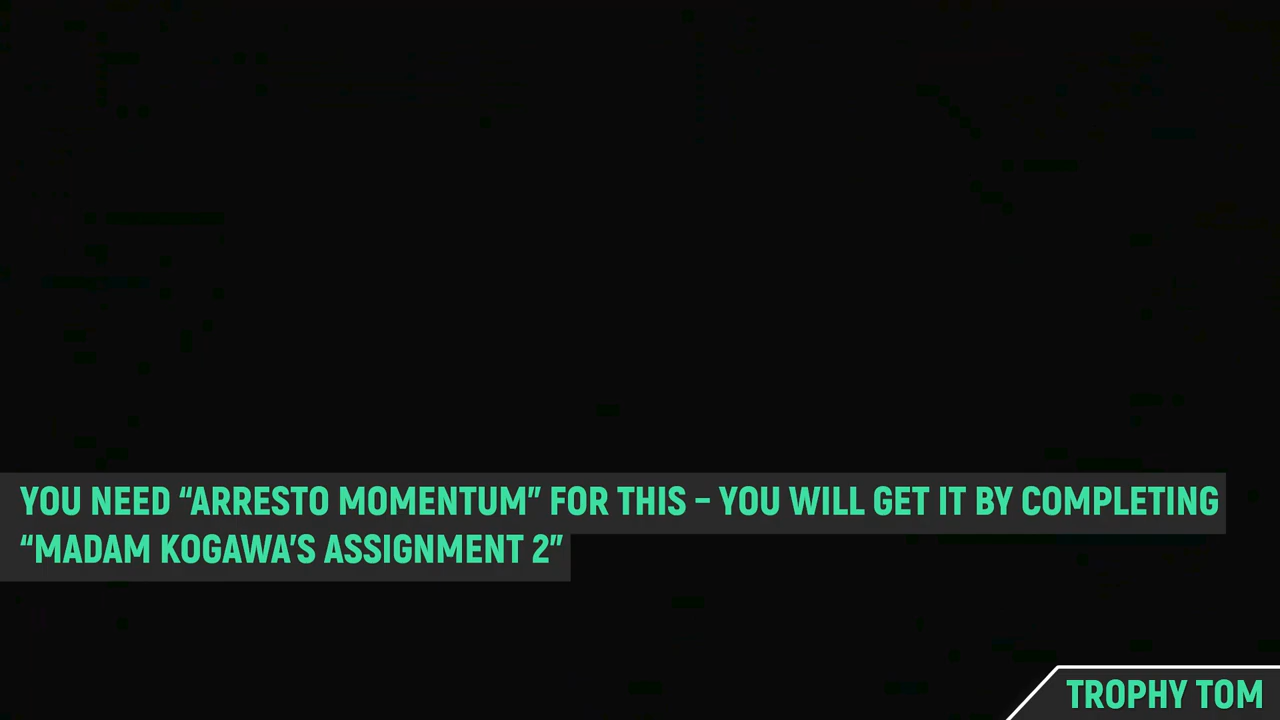 YOU NEED “ARRESTO MOMENTUM” FOR THIS – YOU WILL GET IT BY COMPLETING
“MADAM KOGAWA’S ASSIGNMENT 2”
TROPHY TOM